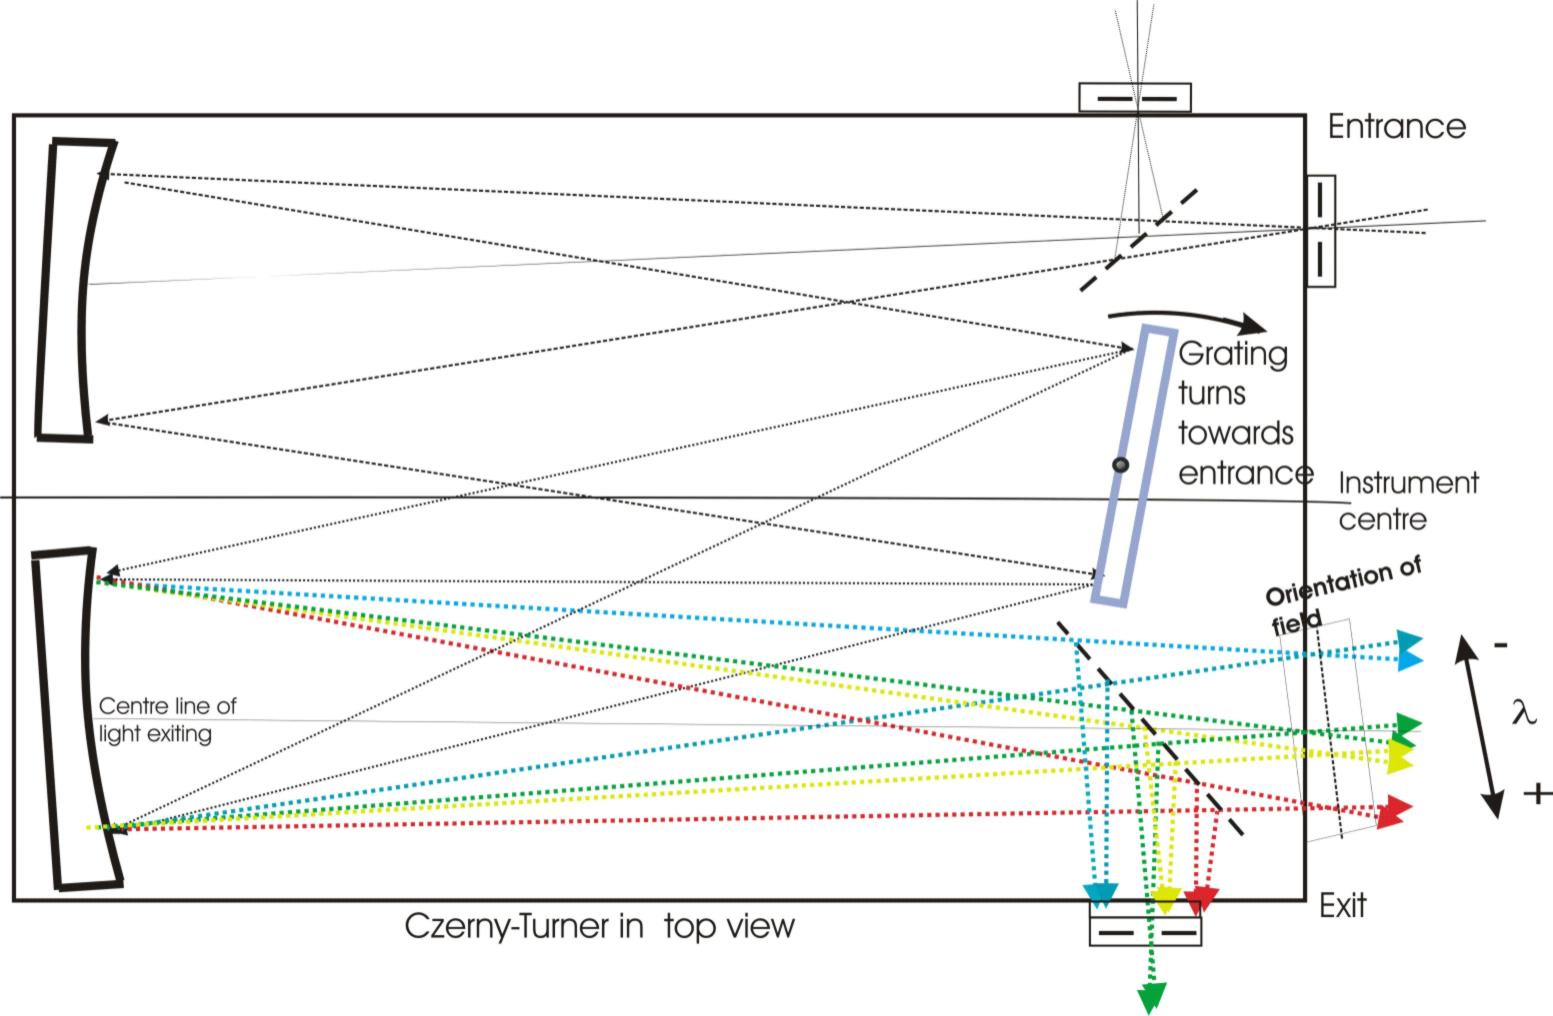 Entrance
Grating
turns
towards
entrance
Instrument
centre
Orientation of
field
-
λ
+
Centre line of
light exiting
Exit
Czerny-Turner in top view